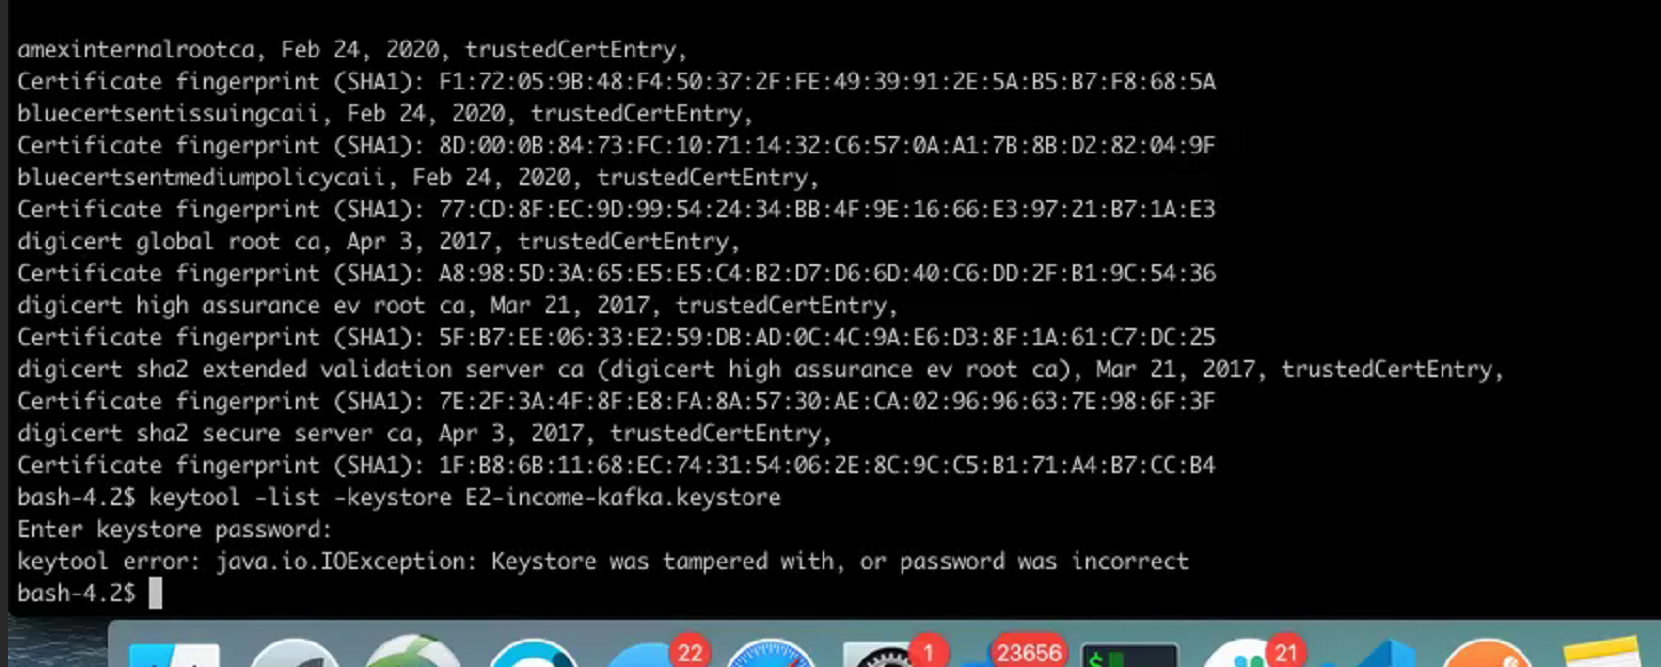 amexinternalrootca, Feb 24, 2020, trustedCertEntry,
Certificate fingerprint (SHA1): F1:72:05:9B:48:F4:50:37:2F:FE:49:39:91:2E:5A:B5:B7:F8:68:5A
bluecertsentissuingcaii, Feb 24, 2020, trustedCertEntry,
Certificate fingerprint (SHA1): 8D:00:0B:84:73:FC:10:71:14:32:C6:57:0A:A1:7B:8B:D2:82:04:9F
bluecertsentmediumpolicycaii, Feb 24, 2020, trustedCertEntry,
Certificate fingerprint (SHA1): 77:CD:8F:EC:9D:99:54:24:34:BB:4F:9E:16:66:E3:97:21:B7:1A:E3
digicert global root ca, Apr 3, 2017, trustedCertEntry,
Certificate fingerprint (SHA1): A8:98:5D:3A:65:E5:E5:C4:B2:D7:D6:6D:40:C6:DD:2F:B1:9C:54:36
digicert high assurance ev root ca, Mar 21, 2017, trustedCertEntry,
Certificate fingerprint (SHA1): 5F:B7:EE:06:33:E2:59:DB:AD:0C:4C:9A:E6:D3:8F:1A:61:C7:DC:25
digicert sha2 extended validation server ca (digicert high assurance ev root ca), Mar 21, 2017, trustedCertEntry,
Certificate fingerprint (SHA1): 7E:2F:3A:4F:8F:E8:FA:8A:57:30:AE:CA:02:96:96:63:7E:98:6F:3F
digicert sha2 secure server ca, Apr 3, 2017, trustedCertEntry,
Certificate fingerprint (SHA1): 1F:B8:6B:11:68:EC:74:31:54:06:2E:8C:9C:C5:B1:71:A4:B7:CC:B4
bash-4.2$ keytool -list -keystore E2-income-kafka.keystore
Enter keystore password:
keytool error: java.io.IOException: Keystore was tampered with, or password was incorrect
bash-4.2$
22 1 23656 $ 21